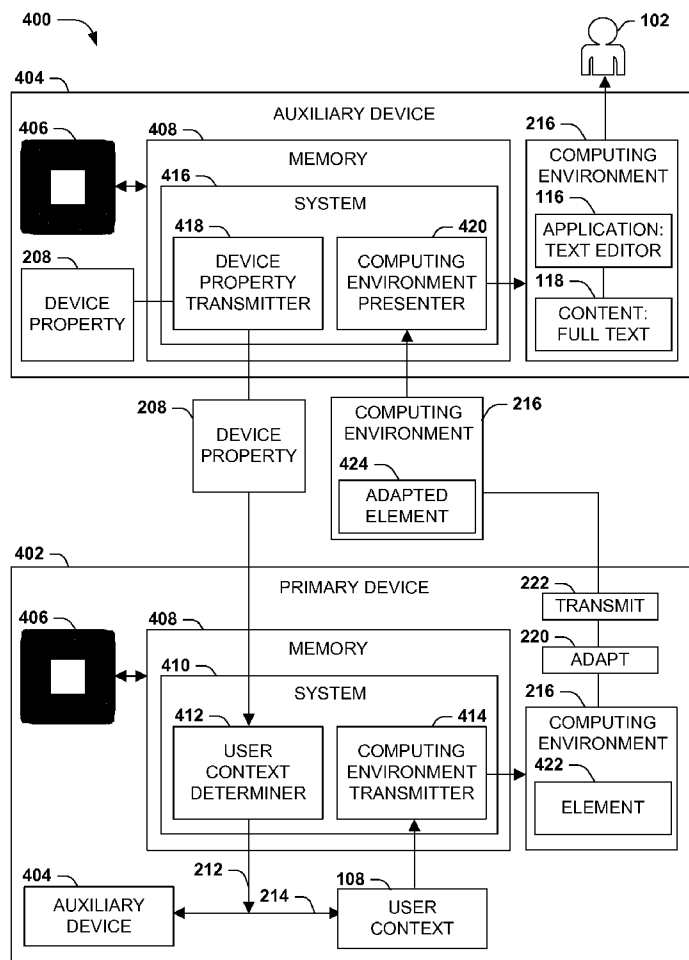 400
102
404
AUXILIARY DEVICE
406
408
216
MEMORY
COMPUTING
ENVIRONMENT
416
SYSTEM
116
APPLICATION:
TEXT EDITOR
418
420
208
DEVICE
PROPERTY
TRANSMITTER
COMPUTING
ENVIRONMENT
PRESENTER
118
CONTENT:
FULL TEXT
DEVICE
PROPERTY
208
DEVICE
PROPERTY
COMPUTING
ENVIRONMENT
216
424
ADAPTED
ELEMENT
402
PRIMARY DEVICE
222
TRANSMIT
406
408
220
MEMORY
ADAPT
410
SYSTEM
216
COMPUTING
ENVIRONMENT
412
414
USER
CONTEXT
DETERMINER
COMPUTING
ENVIRONMENT
TRANSMITTER
422
ELEMENT
404
212
108
AUXILIARY
DEVICE
214
USER
CONTEXT